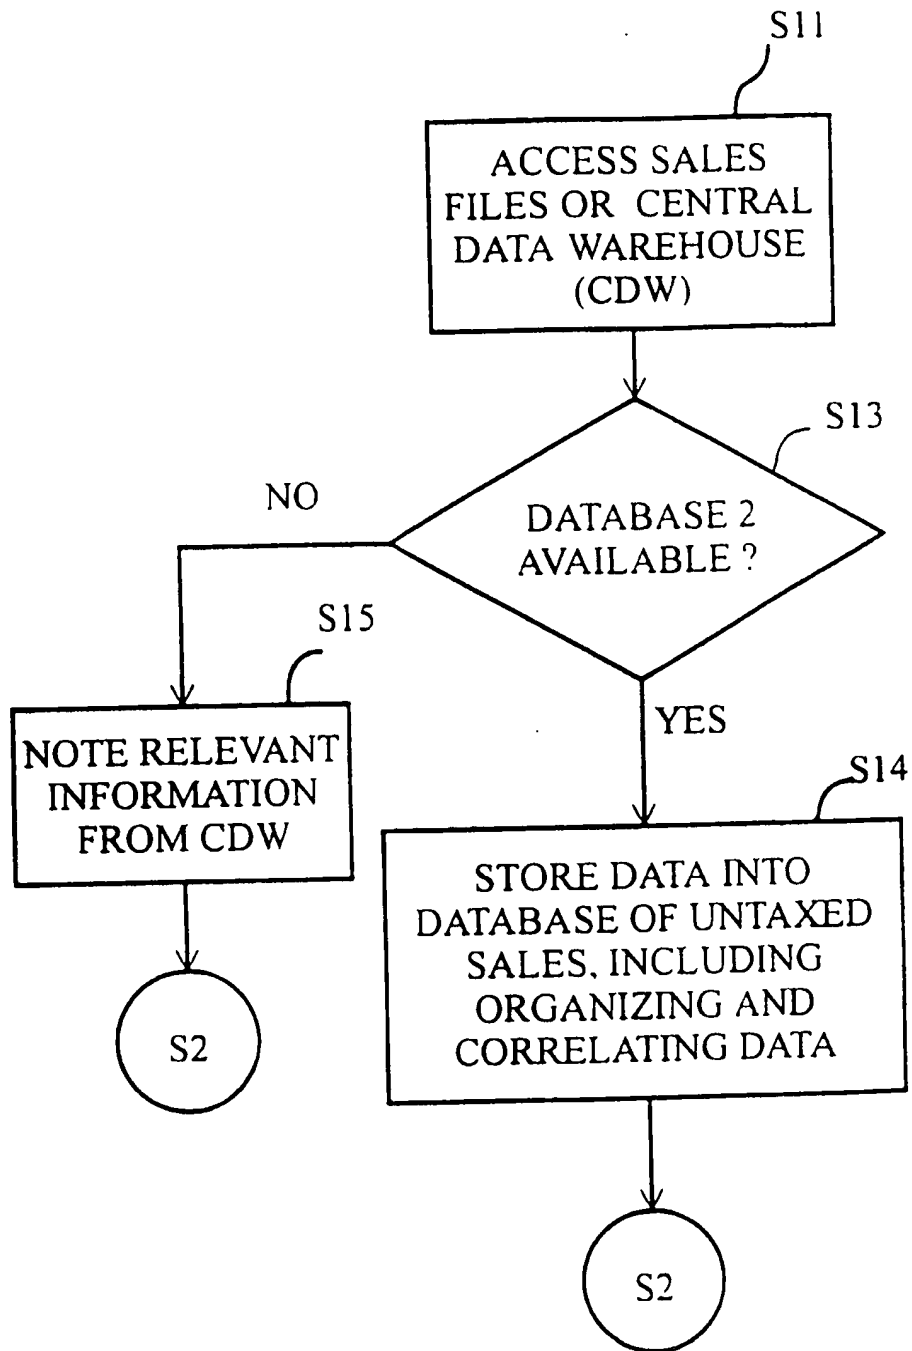 S11
ACCESS SALES
FILES OR CENTRAL
DATA WAREHOUSE
(CDW)
S13
DATABASE 2
AVAILABLE ?
NO
YES
S15
NOTE RELEVANT
INFORMATION
FROM CDW
S2
S14
STORE DATA INTO
DATABASE OF UNTAXED
SALES, INCLUDING
ORGANIZING AND
CORRELATING DATA
S2